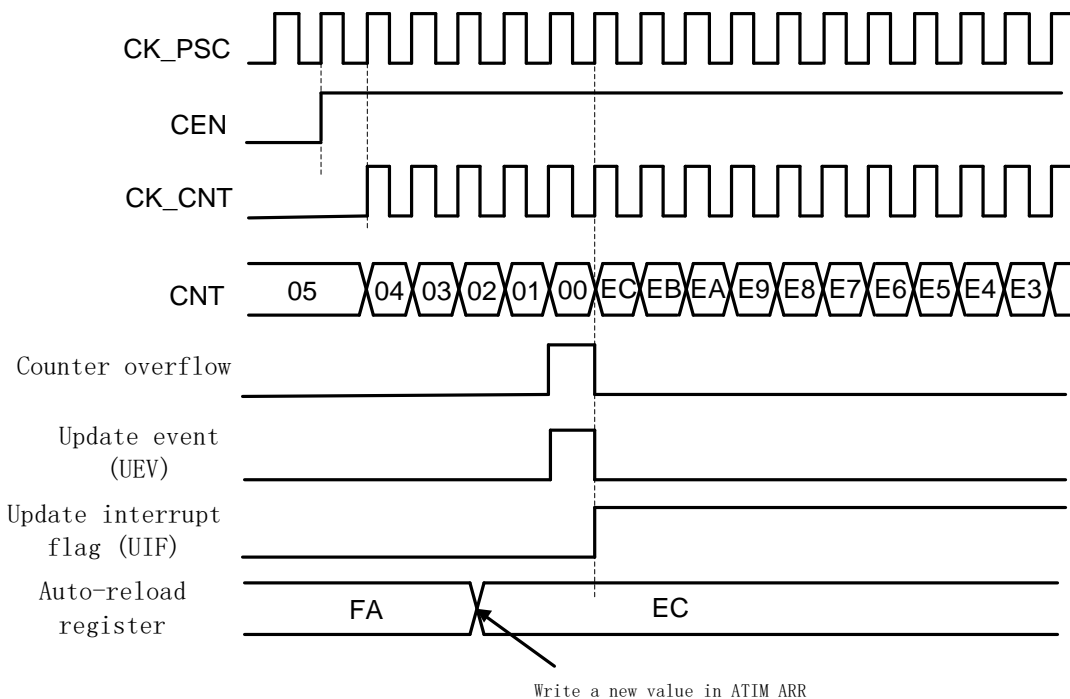 CK_PSC
CEN
CK_CNT
CNT
05 04 03 02 01 00 EC EB EA E9 E8 E7 E6 E5 E4 E3
Counter overflow
Update event
(UEV)
Update interrupt
flag (UIF)
Auto-reload
register
FA EC
Write a new value in ATIM ARR